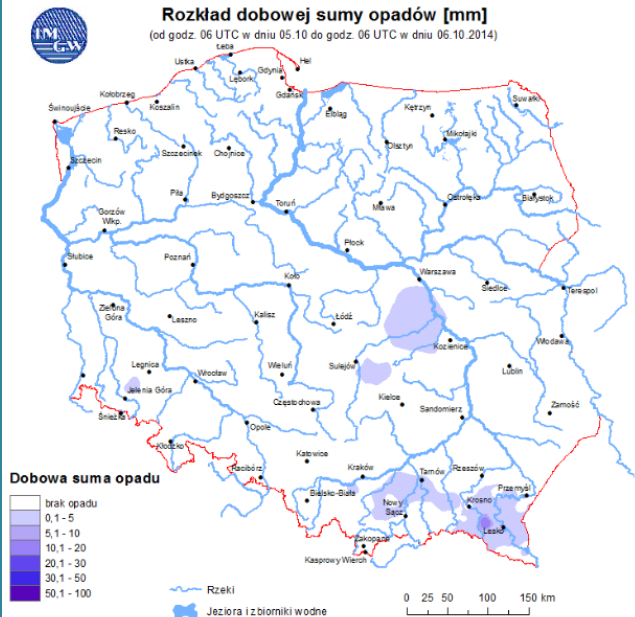 IM
GW
Rozkład dobowej sumy opadów [mm]
(od godz. 06 UTC w dniu 05.10 do godz. 06 UTC w dniu 06.10.2014)
Łeba
Ustka
Hel
Lębork
Gdynia
Gdańsk
Kołobrzeg
Koszalin
Świnoujście
Elbląg
Kętrzyn
Suwałki
Resko
Mikołajki
Szczecinek
Chojnice
Olsztyn
Szczecin
Piła
Bydgoszcz
Toruń
Mława
Ostrołęka
Białystok
Gorzów
Wlkp.
Płock
Słubice
Poznań
Koło
Warszawa
Siedlce
Terespol
Zielona
Góra
Leszno
Kalisz
Łódź
Kozienice
Włodawa
Legnica
Wrocław
Wieluń
Sulejów
Lublin
Jelenia Góra
Częstochowa
Kielce
Sandomierz
Zamość
Śnieżka
Opole
Kłodzko
Racibórz
Katowice
Kraków
Tarnów
Rzeszów
Przemyśl
Bielsko-Biała
Nowy
Sącz
Krosno
Lesko
Zakopane
Kasprowy Wierch
Dobowa suma opadu
brak opadu
0,1 - 5
5,1 - 10
10,1 - 20
20,1 - 30
30,1 - 50
50,1 - 100
Rzeki
Jeziora i zbiorniki wodne
0 25 50 100 150 km